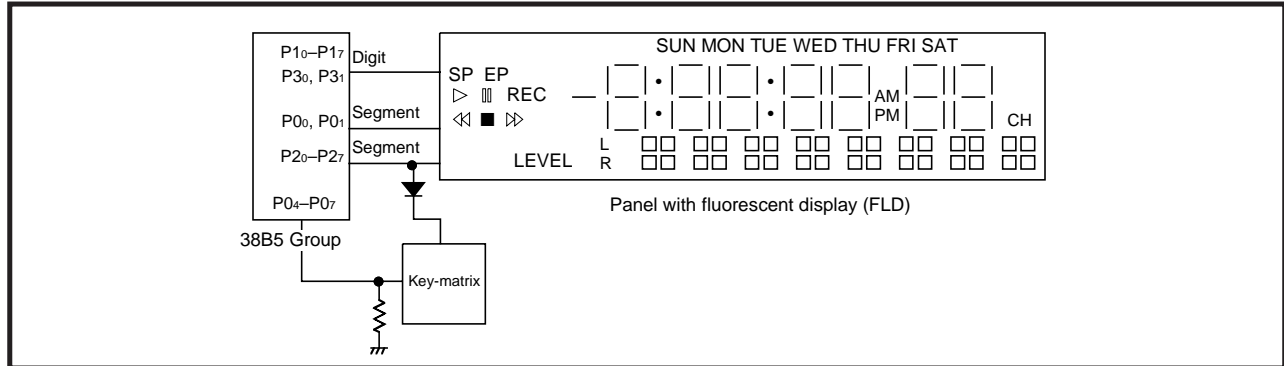 SUN MON TUE WED THU FRI SAT
P10–P17
Digit
P30, P31
SP EP
REC
AM
PM
P00, P01
Segment
CH
P20–P27
Segment
LEVEL
L
R
P04–P07
Panel with fluorescent display (FLD)
38B5 Group
Key-matrix